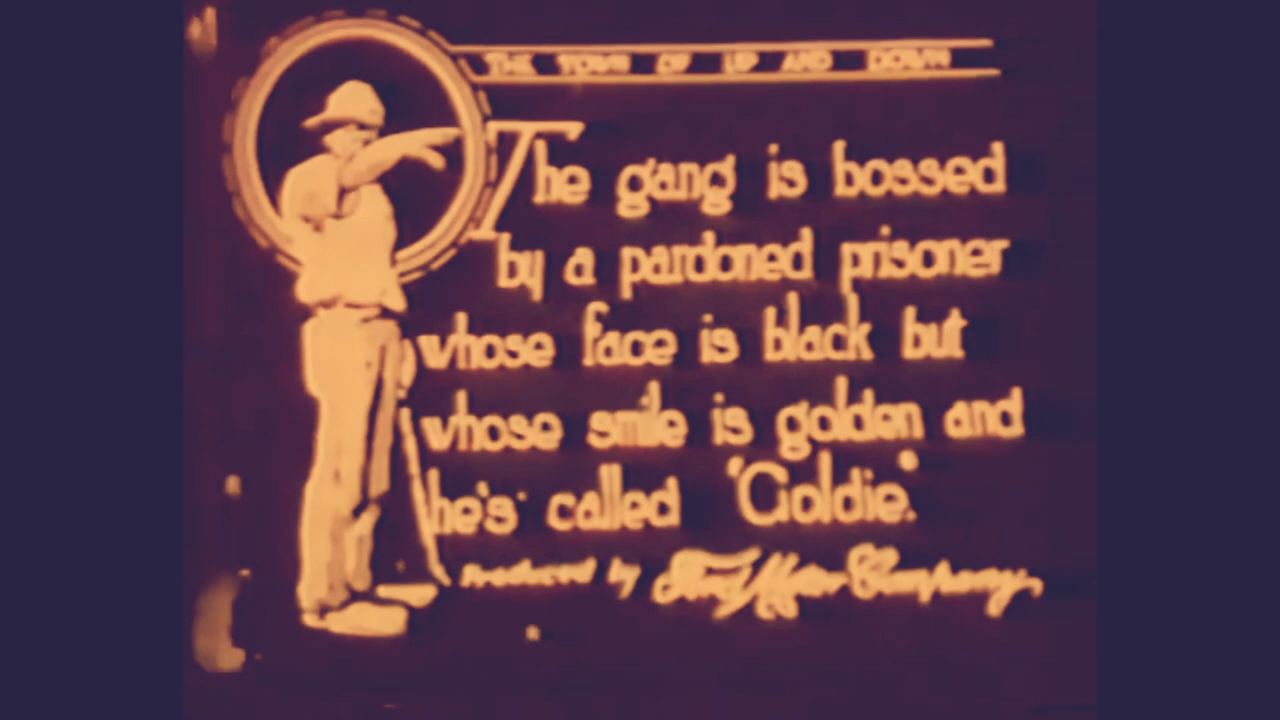 THE TOWN OF UP AND DOWN
The gang is bossed
by a pardoned prisoner
whose face is black but
whose smile is golden and
he's called "Goldie."
Produced by Ford Motor Company